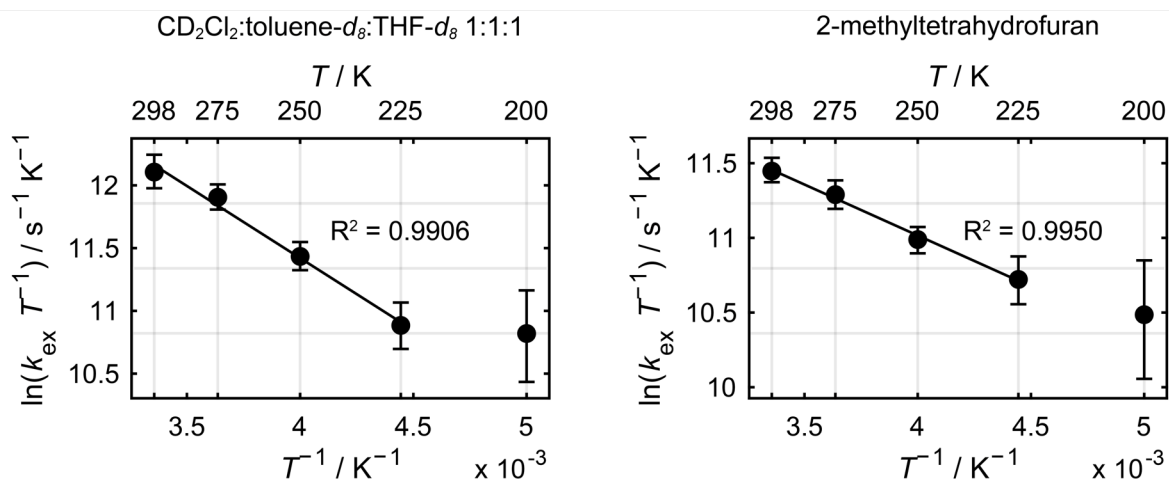 CD₂Cl₂:toluene-d₈:THF-d₈ 1:1:1
T / K
298 275 250 225 200
ln(k_ex T⁻¹) / s⁻¹ K⁻¹
12
11.5
11
10.5
R² = 0.9906
3.5 4 4.5 5
T⁻¹ / K⁻¹
x 10⁻³
2-methyltetrahydrofuran
T / K
298 275 250 225 200
ln(k_ex T⁻¹) / s⁻¹ K⁻¹
11.5
11
10.5
10
R² = 0.9950
3.5 4 4.5 5
T⁻¹ / K⁻¹
x 10⁻³